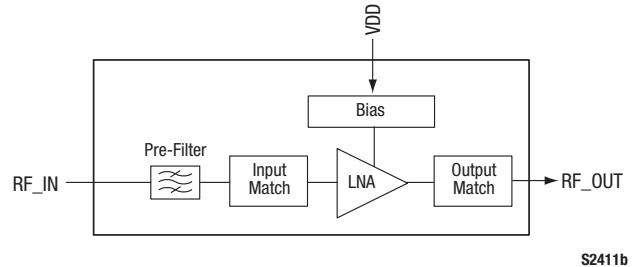 VDD
Bias
Pre-Filter
RF_IN
Input
Match
LNA
Output
Match
RF_OUT
S2411b